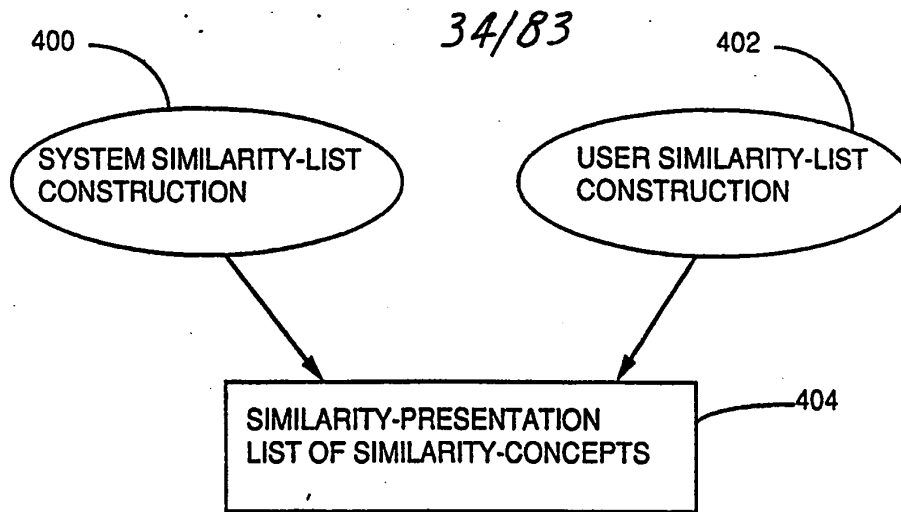 34/83
400
402
SYSTEM SIMILARITY-LIST
CONSTRUCTION
USER SIMILARITY-LIST
CONSTRUCTION
SIMILARITY-PRESENTATION
LIST OF SIMILARITY-CONCEPTS
404